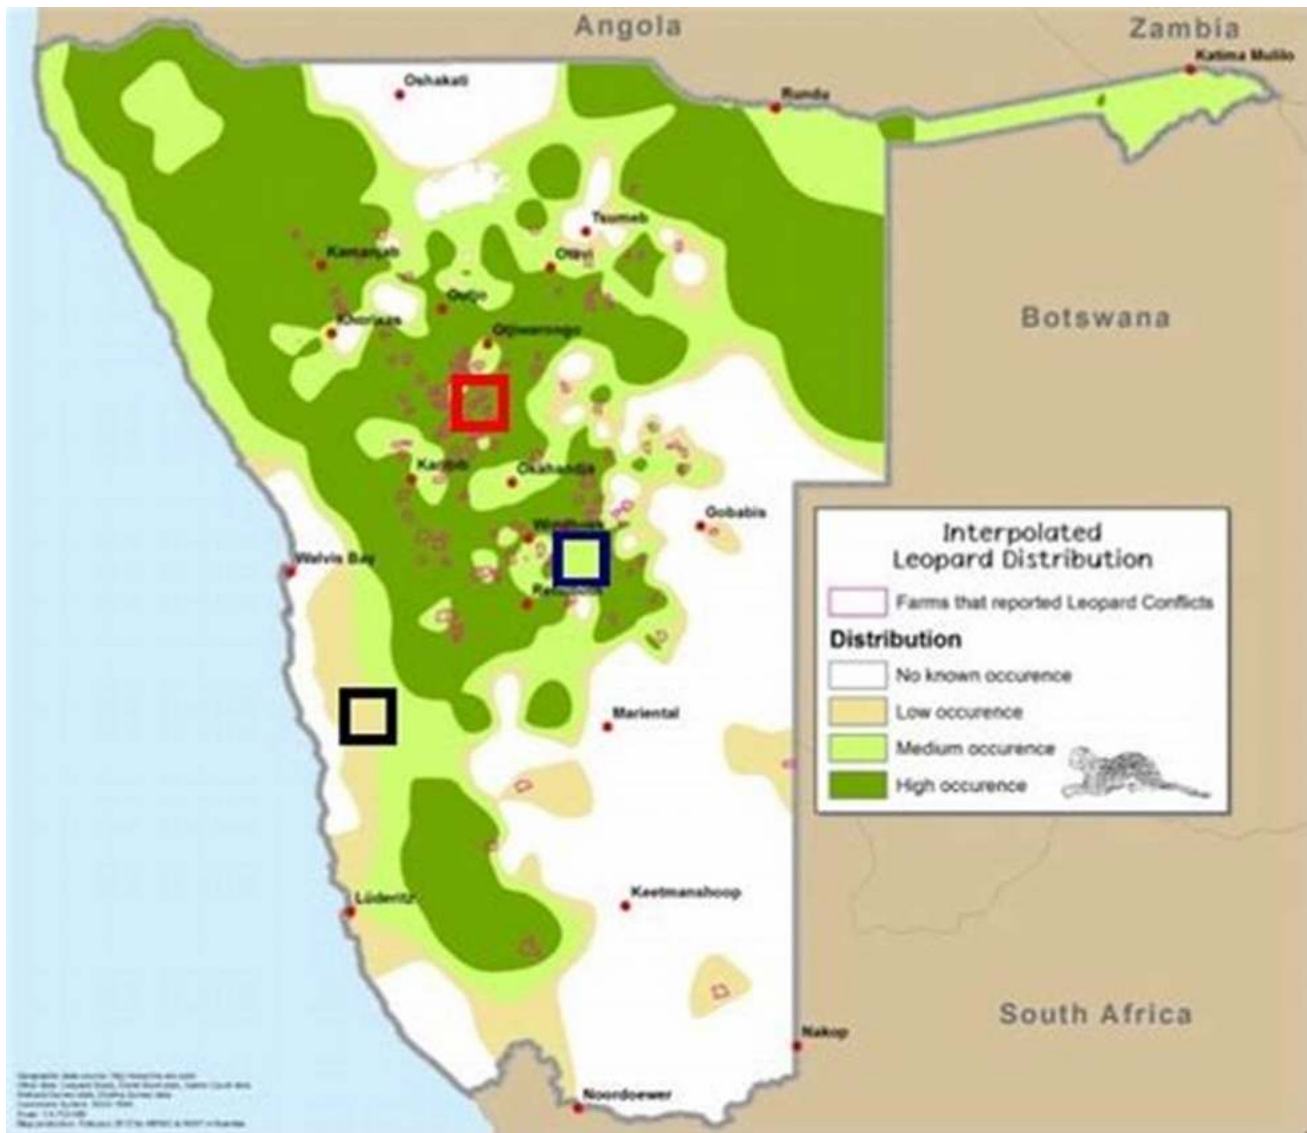 Angola
Zambia
Katima Mulilo
Oshakati
Rundu
Tsumeb
Kamanjab
Otavi
Outjo
Khorixas
Otjiwarongo
Botswana
Karibib
Okahandja
Gobabis
Windhoek
Walvis Bay
Interpolated
Leopard Distribution
Farms that reported Leopard Conflicts
Distribution
No known occurence
Low occurence
Medium occurence
High occurence
Mariental
Keetmanshoop
Lüderitz
South Africa
Nakop
Noordoewer